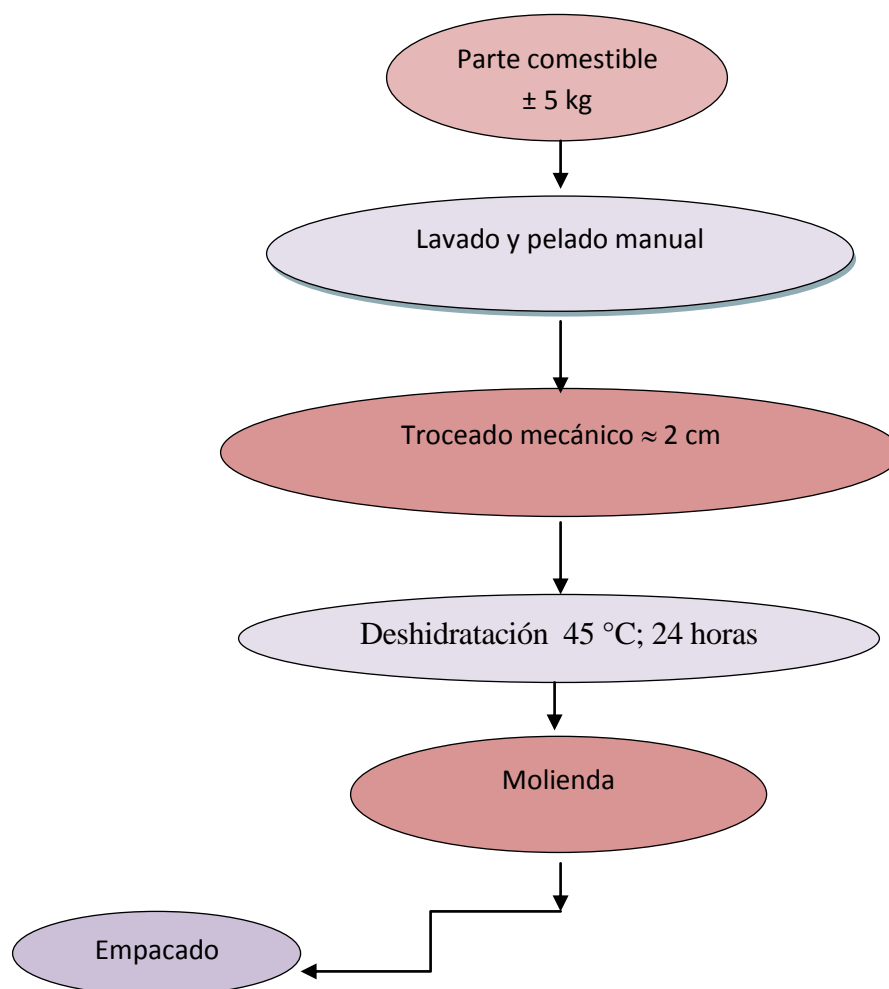 Parte comestible
± 5 kg
Lavado y pelado manual
Troceado mecánico ≈ 2 cm
Deshidratación 45 °C; 24 horas
Molienda
Empacado